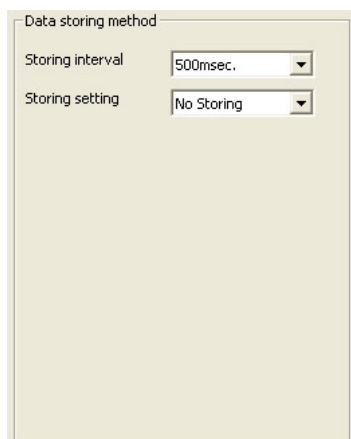 Data storing method
Storing interval 500msec.
Storing setting No Storing